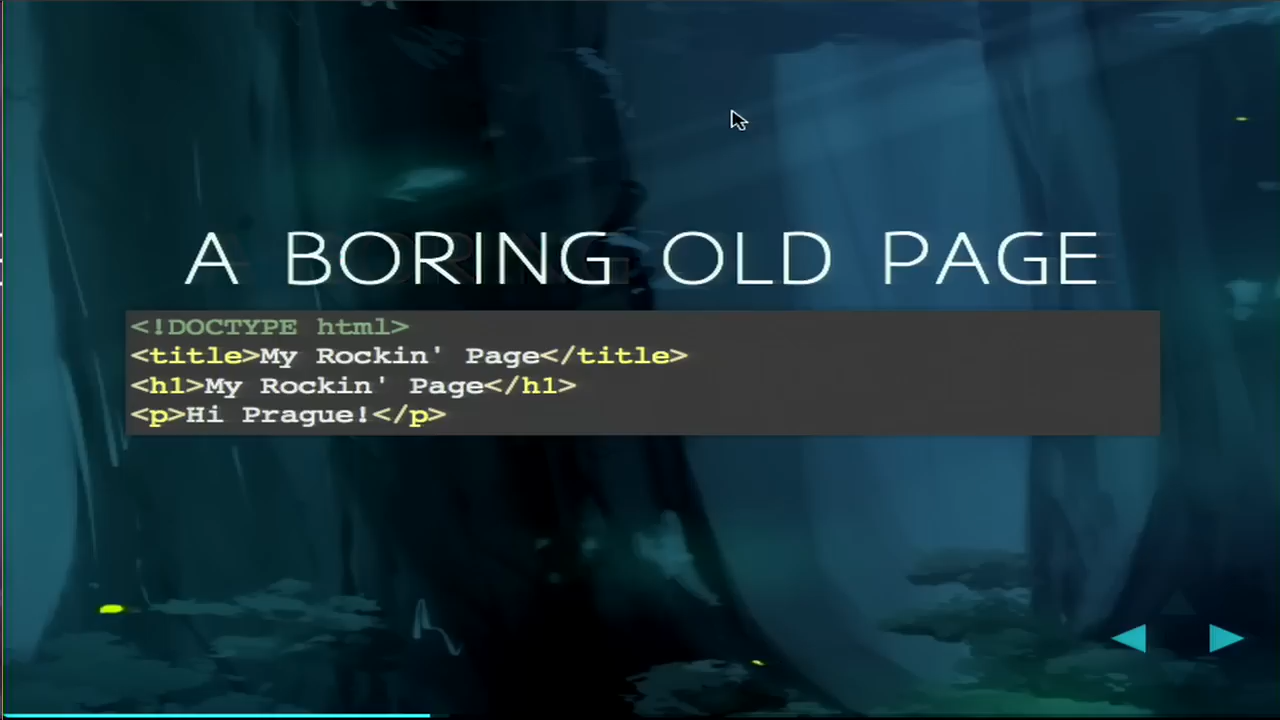 A BORING OLD PAGE
<!DOCTYPE html>
<title>My Rockin' Page</title>
<h1>My Rockin' Page</h1>
<p>Hi Prague!</p>